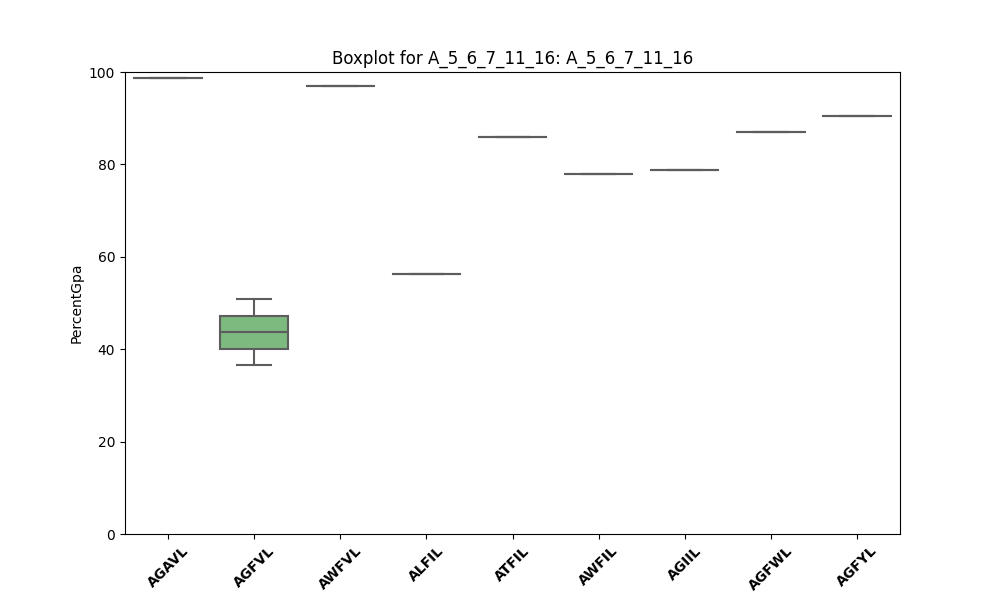 Boxplot for A_5_6_7_11_16: A_5_6_7_11_16
100
80
60
40
20
0
PercentGpa
AGAVL
AGFVL
AWFVL
ALFIL
ATFIL
AWFIL
AGIIL
AGFWL
AGFYL